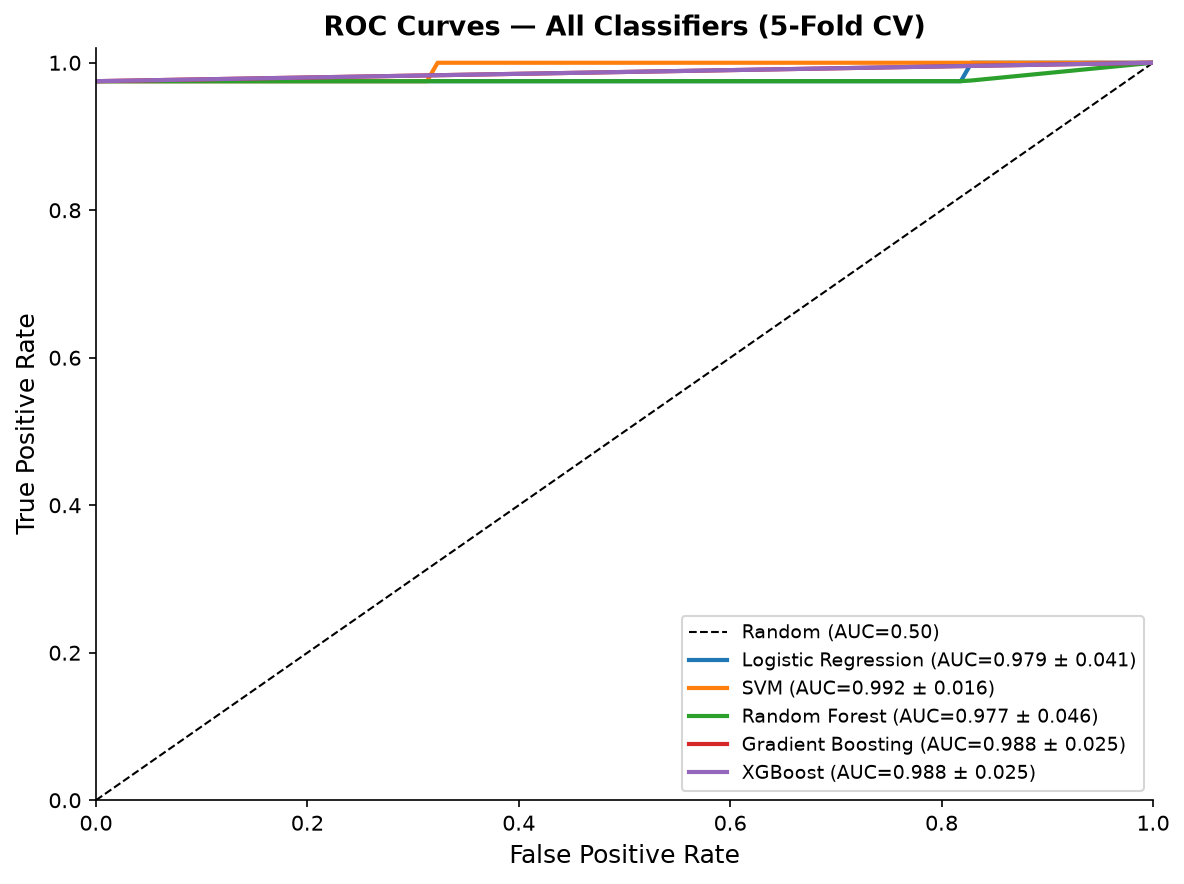 ROC Curves — All Classifiers (5-Fold CV)
1.0
0.8
0.6
0.4
0.2
0.0
True Positive Rate
0.0 0.2 0.4 0.6 0.8 1.0
False Positive Rate
Random (AUC=0.50)
Logistic Regression (AUC=0.979 ± 0.041)
SVM (AUC=0.992 ± 0.016)
Random Forest (AUC=0.977 ± 0.046)
Gradient Boosting (AUC=0.988 ± 0.025)
XGBoost (AUC=0.988 ± 0.025)